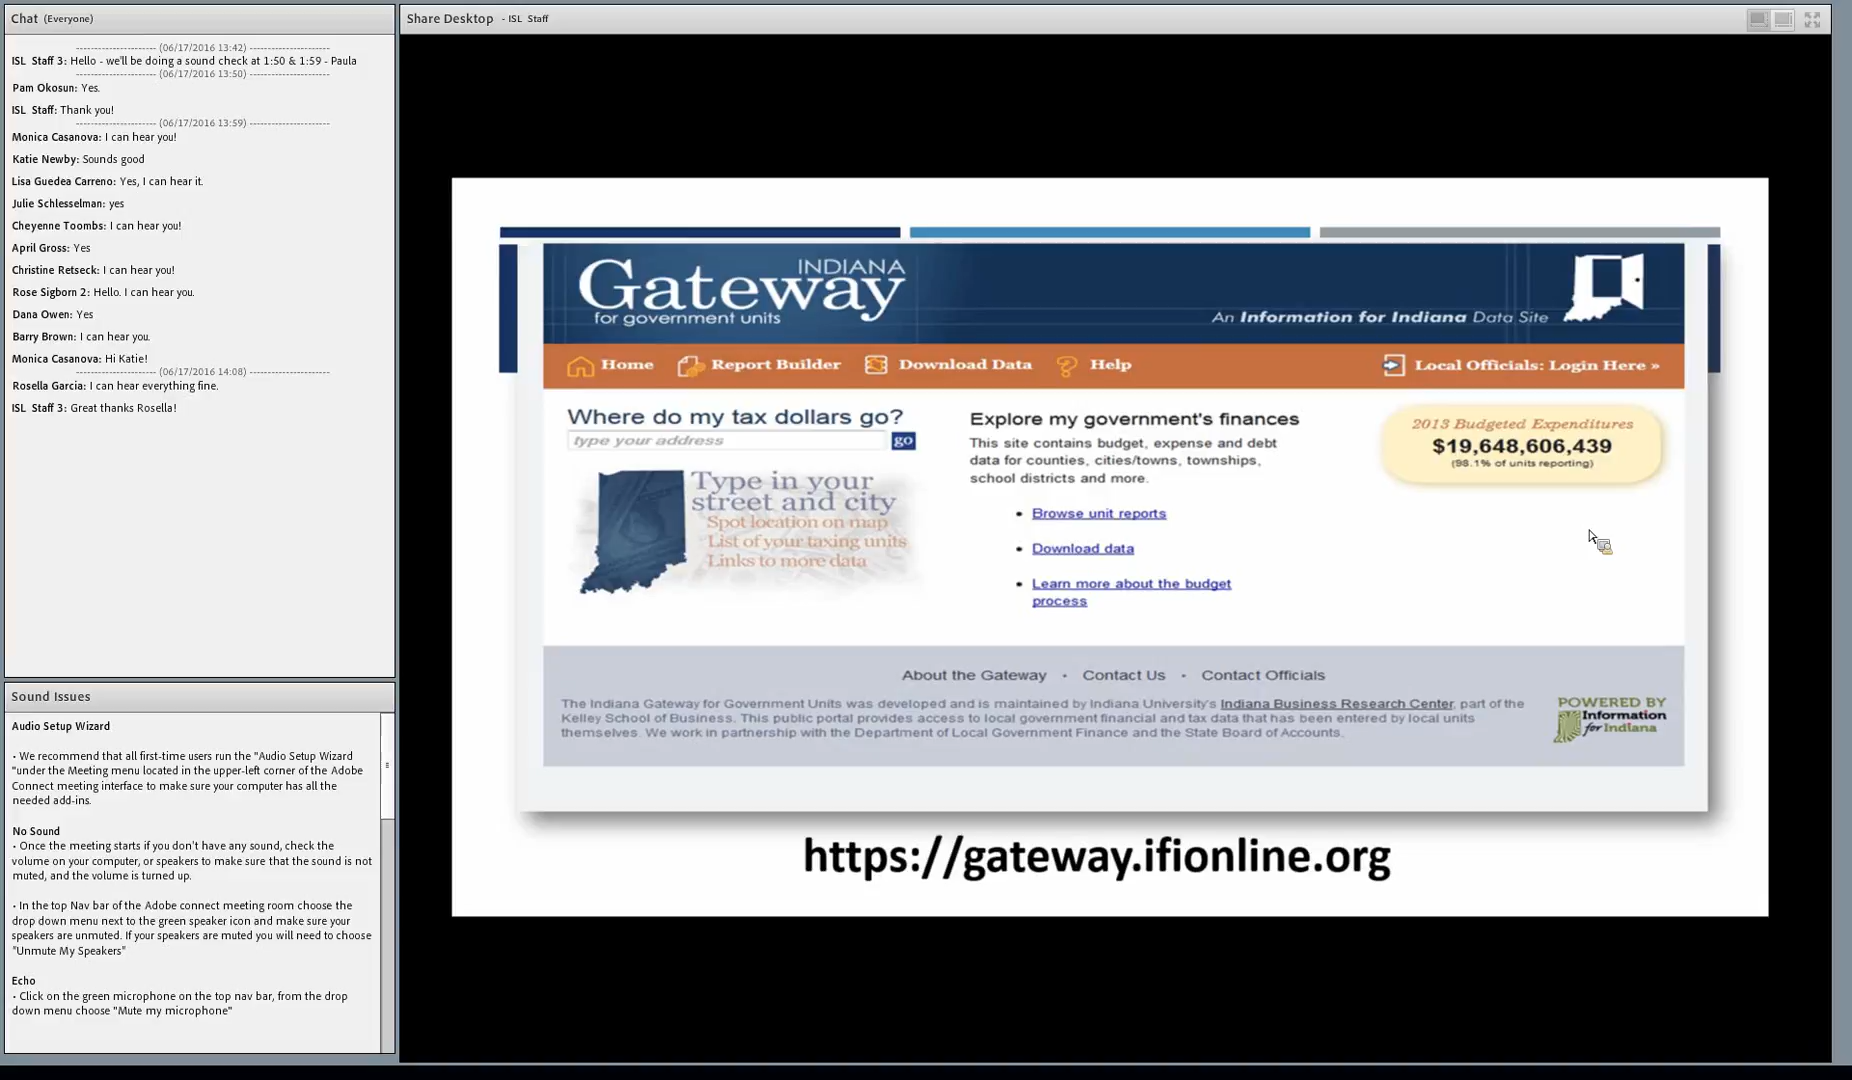 Chat (Everyone)
---------------------- (06/17/2016 13:42) ----------------------
ISL Staff 3: Hello - we'll be doing a sound check at 1:50 & 1:59 - Paula
---------------------- (06/17/2016 13:50) ----------------------
Pam Okosun: Yes.
ISL Staff: Thank you!
---------------------- (06/17/2016 13:59) ----------------------
Monica Casanova: I can hear you!
Katie Newby: Sounds good
Lisa Guedea Carreno: Yes, I can hear it.
Julie Schlesselman: yes
Cheyenne Toombs: I can hear you!
April Gross: Yes
Christine Retseck: I can hear you!
Rose Sigborn 2: Hello. I can hear you.
Dana Owen: Yes
Barry Brown: I can hear you.
Monica Casanova: Hi Katie!
---------------------- (06/17/2016 14:08) ----------------------
Rosella Garcia: I can hear everything fine.
ISL Staff 3: Great thanks Rosella!
Sound Issues
Audio Setup Wizard
• We recommend that all first-time users run the "Audio Setup Wizard
"under the Meeting menu located in the upper-left corner of the Adobe
Connect meeting interface to make sure your computer has all the
needed add-ins.
No Sound
• Once the meeting starts if you don't have any sound, check the
volume on your computer, or speakers to make sure that the sound is not
muted, and the volume is turned up.
• In the top Nav bar of the Adobe connect meeting room choose the
drop down menu next to the green speaker icon and make sure your
speakers are unmuted. If your speakers are muted you will need to choose
"Unmute My Speakers"
Echo
• Click on the green microphone on the top nav bar, from the drop
down menu choose "Mute my microphone"
Share Desktop - ISL Staff
INDIANA
Gateway
for government units
An Information for Indiana Data Site
Home Report Builder Download Data Help Local Officials: Login Here »
Where do my tax dollars go?
type your address go
Type in your
street and city
Spot location on map
List of your taxing units
Links to more data
Explore my government's finances
This site contains budget, expense and debt
data for counties, cities/towns, townships,
school districts and more.
• Browse unit reports
• Download data
• Learn more about the budget
process
2013 Budgeted Expenditures
$19,648,606,439
(98.1% of units reporting)
About the Gateway • Contact Us • Contact Officials
The Indiana Gateway for Government Units was developed and is maintained by Indiana University's Indiana Business Research Center, part of the
Kelley School of Business. This public portal provides access to local government financial and tax data that has been entered by local units
themselves. We work in partnership with the Department of Local Government Finance and the State Board of Accounts.
POWERED BY
Information
for Indiana
https://gateway.ifionline.org